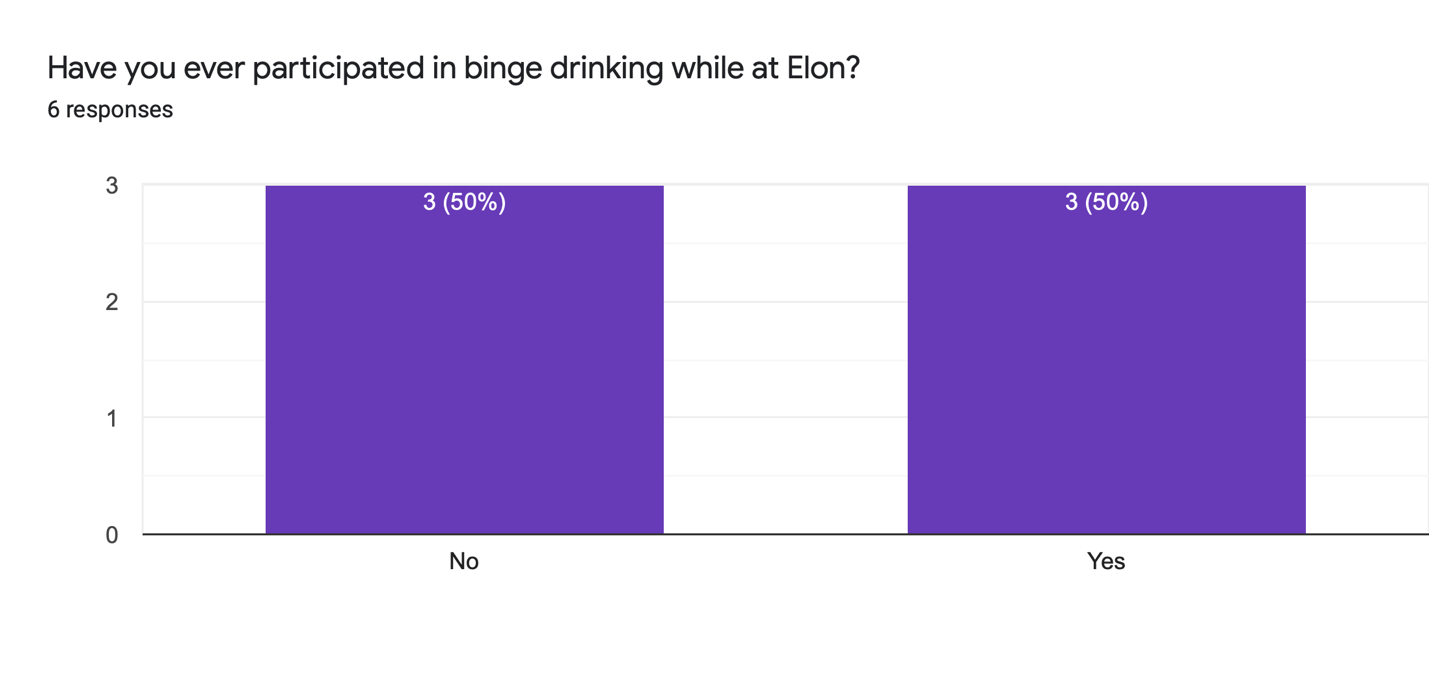 Have you ever participated in binge drinking while at Elon?
6 responses
3
3 (50%)
3 (50%)
2
1
0
No
Yes